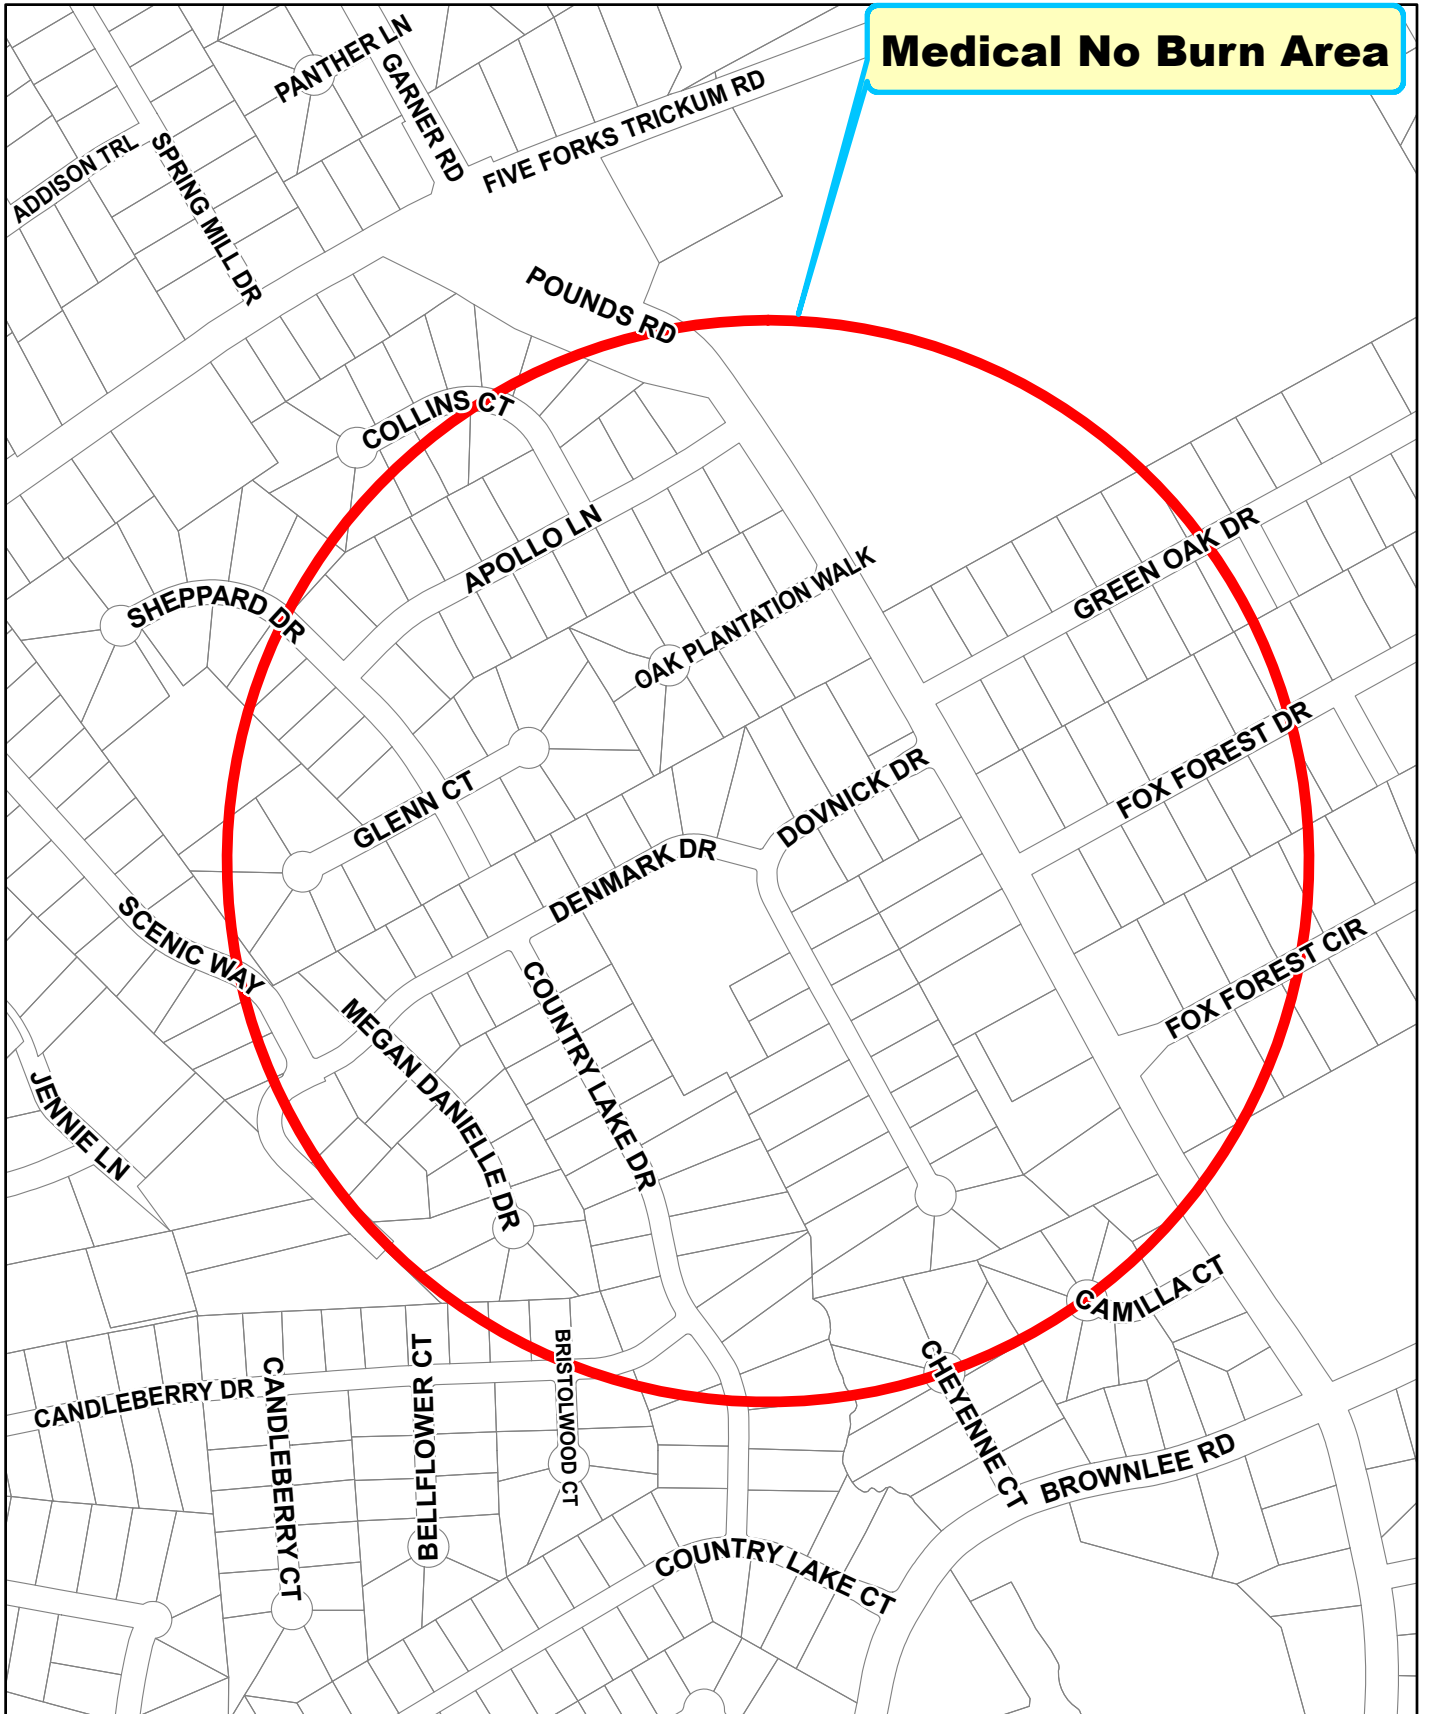 Medical No Burn Area
PANTHER LN
GARNER RD
FIVE FORKS TRICKUM RD
ADDISON TRL
SPRING MILL DR
POUNDS RD
COLLINS CT
APOLLO LN
GREEN OAK DR
OAK PLANTATION WALK
SHEPPARD DR
FOX FOREST DR
DOVNICK DR
GLENN CT
DENMARK DR
SCENIC WAY
FOX FOREST CIR
COUNTRY LAKE DR
MEGAN DANIELLE DR
JENNIE LN
CAMILLA CT
CHEYENNE CT
BRISTOLWOOD CT
BELLFLOWER CT
CANDLEBERRY DR
CANDLEBERRY CT
BROWNLEE RD
COUNTRY LAKE CT